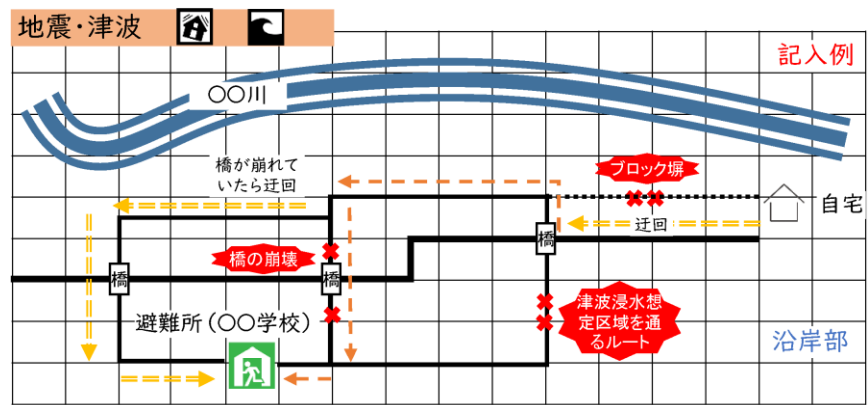 地震・津波
記入例
〇〇川
橋が崩れて
いたら迂回
ブロック塀
自宅
迂回
橋
橋の崩壊
橋
橋
津波浸水想
定区域を通
るルート
避難所(〇〇学校)
沿岸部